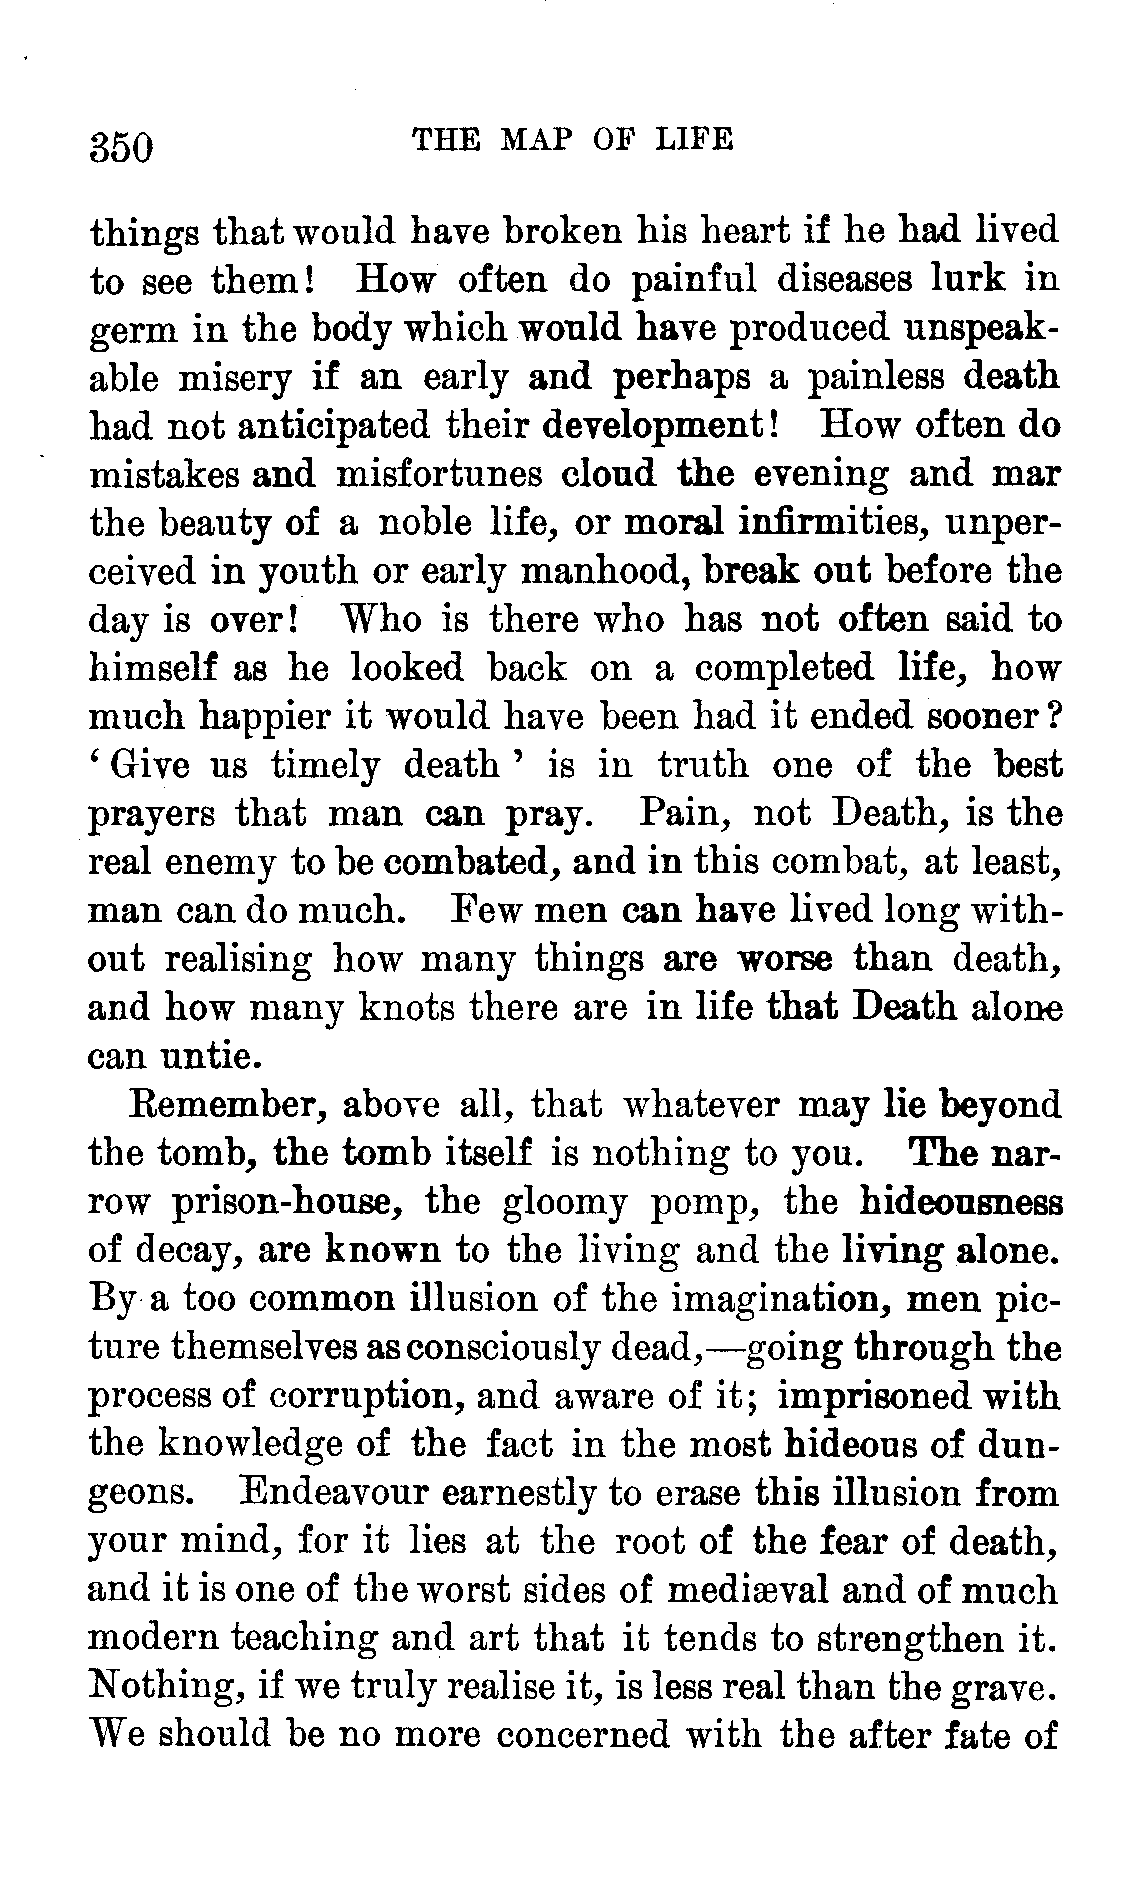 350 THE MAP OF LIFE
things that would have broken his heart if he had lived
to see them! How often do painful diseases lurk in
germ in the body which would have produced unspeak-
able misery if an early and perhaps a painless death
had not anticipated their development! How often do
mistakes and misfortunes cloud the evening and mar
the beauty of a noble life, or moral infirmities, unper-
ceived in youth or early manhood, break out before the
day is over! Who is there who has not often said to
himself as he looked back on a completed life, how
much happier it would have been had it ended sooner?
‘Give us timely death’ is in truth one of the best
prayers that man can pray. Pain, not Death, is the
real enemy to be combated, and in this combat, at least,
man can do much. Few men can have lived long with-
out realising how many things are worse than death,
and how many knots there are in life that Death alone
can untie.
Remember, above all, that whatever may lie beyond
the tomb, the tomb itself is nothing to you. The nar-
row prison-house, the gloomy pomp, the hideousness
of decay, are known to the living and the living alone.
By a too common illusion of the imagination, men pic-
ture themselves as consciously dead,—going through the
process of corruption, and aware of it; imprisoned with
the knowledge of the fact in the most hideous of dun-
geons. Endeavour earnestly to erase this illusion from
your mind, for it lies at the root of the fear of death,
and it is one of the worst sides of mediæval and of much
modern teaching and art that it tends to strengthen it.
Nothing, if we truly realise it, is less real than the grave.
We should be no more concerned with the after fate of